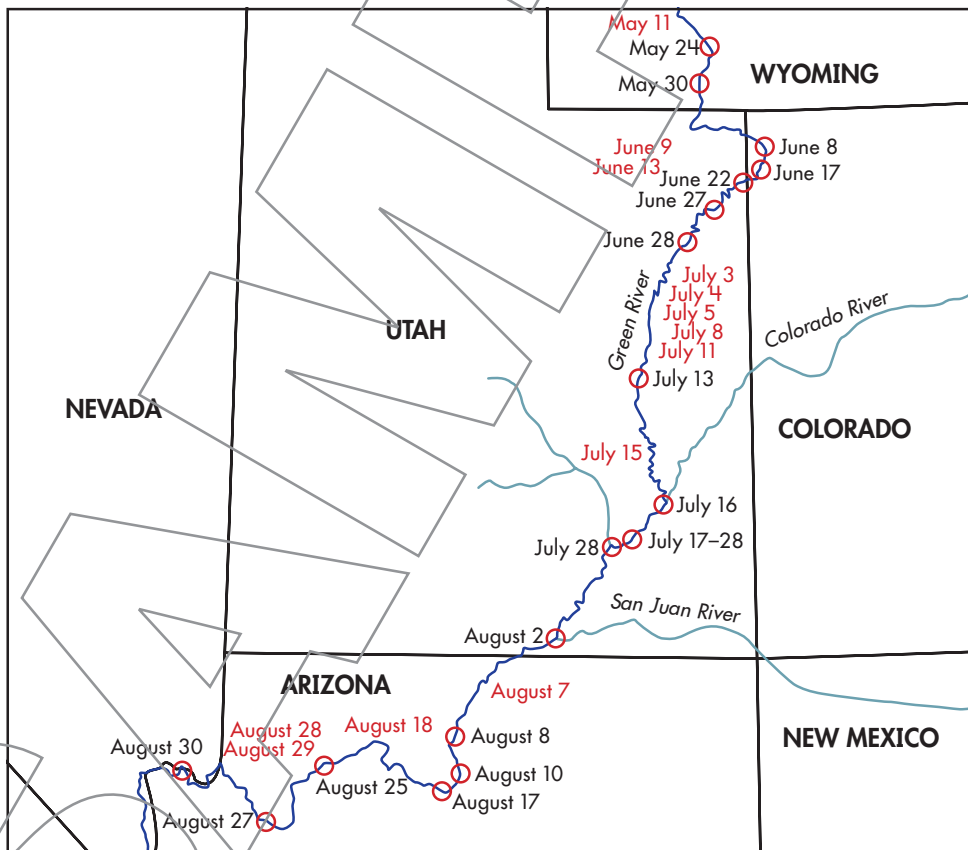 May 11
May 24
WYOMING
May 30
June 9
June 8
June 13
June 17
June 22
June 27
June 28
July 3
July 4
July 5
July 8
July 11
Green River
Colorado River
UTAH
July 13
NEVADA
COLORADO
July 15
July 16
July 17–28
July 28
San Juan River
August 2
ARIZONA
August 7
August 18
August 28
August 8
NEW MEXICO
August 30
August 29
August 10
August 25
August 17
August 27